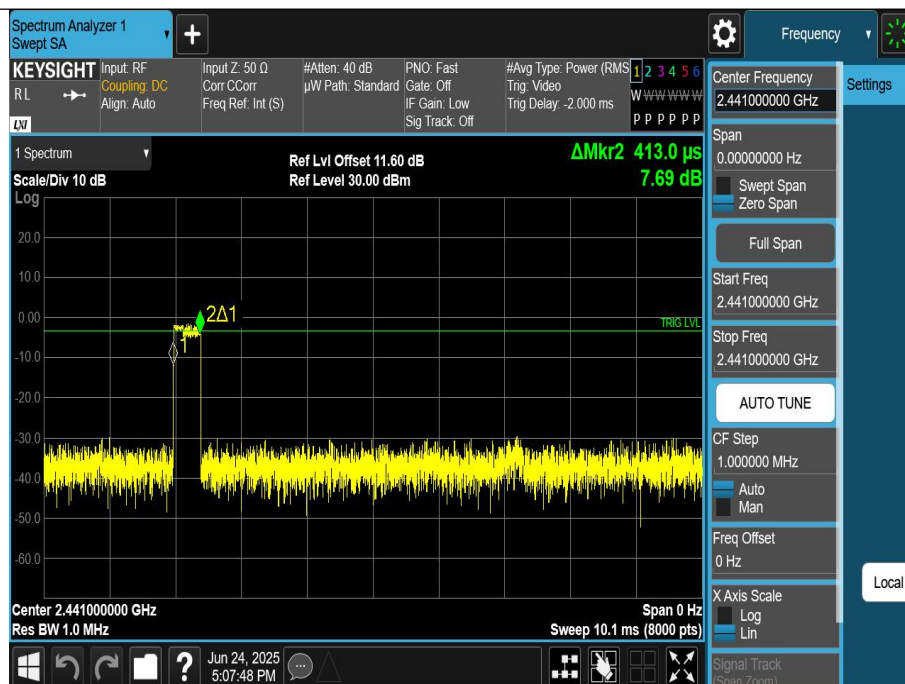 Spectrum Analyzer 1
Swept SA
Frequency
KEYSIGHT
RL
LXI
Input: RF
Coupling: DC
Align: Auto
Input Z: 50 Ω
Corr CCorr
Freq Ref: Int (S)
#Atten: 40 dB
µW Path: Standard
PNO: Fast
Gate: Off
IF Gain: Low
Sig Track: Off
#Avg Type: Power (RMS
Trig: Video
Trig Delay: -2.000 ms
1 2 3 4 5 6
W W W W W W
P P P P P P
1 Spectrum
Scale/Div 10 dB
Log
Ref Lvl Offset 11.60 dB
Ref Level 30.00 dBm
ΔMkr2 413.0 µs
7.69 dB
20.0
10.0
0.00
-10.0
-20.0
-30.0
-40.0
-50.0
-60.0
2Δ1
1
TRIG LVL
Center 2.441000000 GHz
Res BW 1.0 MHz
Span 0 Hz
Sweep 10.1 ms (8000 pts)
Center Frequency
2.441000000 GHz
Span
0.00000000 Hz
Swept Span
Zero Span
Full Span
Start Freq
2.441000000 GHz
Stop Freq
2.441000000 GHz
AUTO TUNE
CF Step
1.000000 MHz
Auto
Man
Freq Offset
0 Hz
X Axis Scale
Log
Lin
Signal Track
(Span Zoom)
Settings
Local
?
Jun 24, 2025
5:07:48 PM